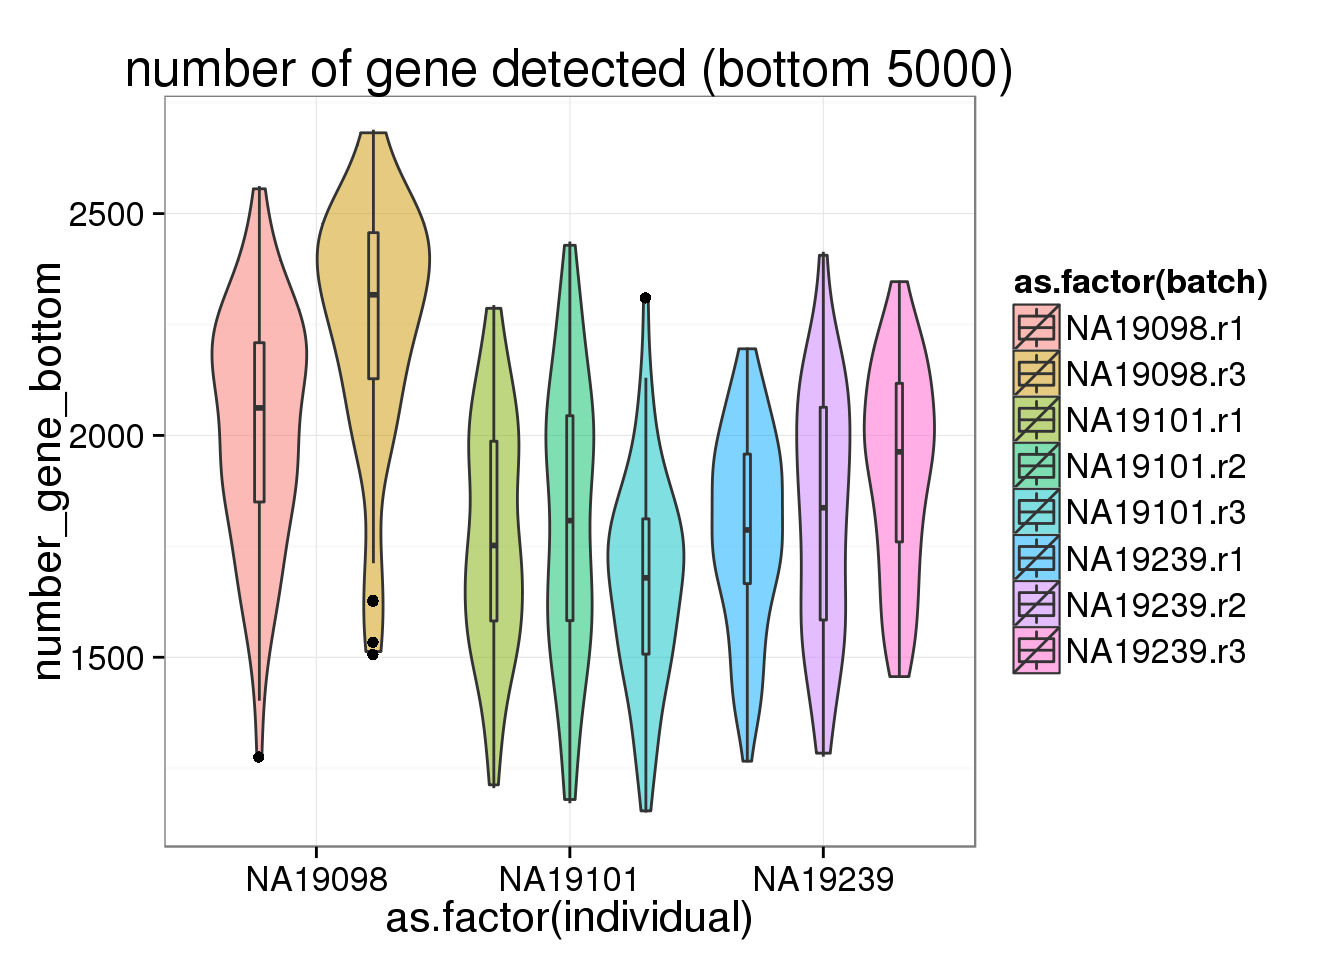 number of gene detected (bottom 5000)
number_gene_bottom
2500
2000
1500
NA19098
NA19101
NA19239
as.factor(individual)
as.factor(batch)
NA19098.r1
NA19098.r3
NA19101.r1
NA19101.r2
NA19101.r3
NA19239.r1
NA19239.r2
NA19239.r3